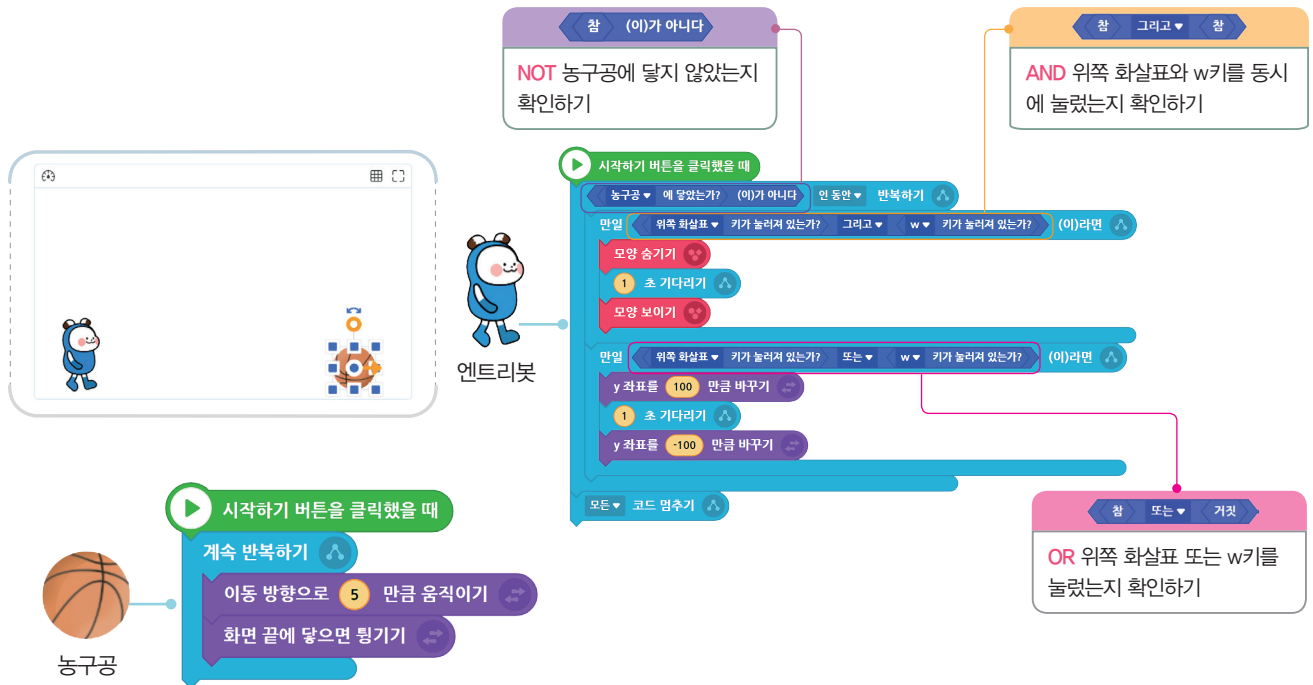 참 (이)가 아니다
NOT 농구공에 닿지 않았는지
확인하기
참 그리고 참
AND 위쪽 화살표와 w키를 동시
에 눌렀는지 확인하기
엔트리봇
시작하기 버튼을 클릭했을 때
농구공 에 닿았는가? (이)가 아니다 인 동안 반복하기
만일 위쪽 화살표 키가 눌러져 있는가? 그리고 w 키가 눌러져 있는가? (이)라면
모양 숨기기
1 초 기다리기
모양 보이기
만일 위쪽 화살표 키가 눌러져 있는가? 또는 w 키가 눌러져 있는가? (이)라면
y 좌표를 100 만큼 바꾸기
1 초 기다리기
y 좌표를 -100 만큼 바꾸기
모든 코드 멈추기
참 또는 거짓
OR 위쪽 화살표 또는 w키를
눌렀는지 확인하기
농구공
시작하기 버튼을 클릭했을 때
계속 반복하기
이동 방향으로 5 만큼 움직이기
화면 끝에 닿으면 튕기기